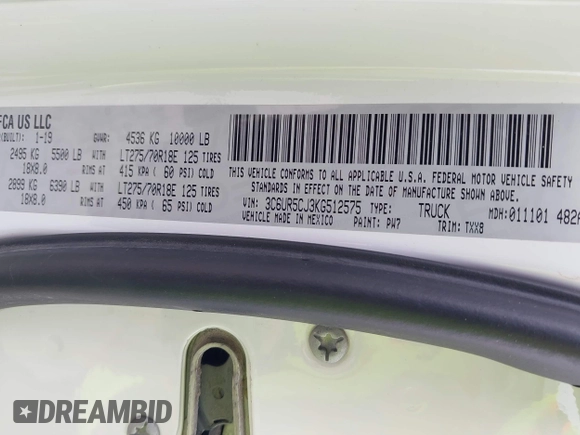 FCA US LLC
(BUILT): 1-19 GVWR: 4536 KG 10000 LB
2495 KG 5500 LB WITH LT275/70R18E 125 TIRES
18X8.0 RIMS AT 415 KPA ( 60 PSI) COLD
2899 KG 6390 LB WITH LT275/70R18E 125 TIRES
18X8.0 RIMS AT 450 KPA ( 65 PSI) COLD
THIS VEHICLE CONFORMS TO ALL APPLICABLE U.S.A. FEDERAL MOTOR VEHICLE SAFETY
STANDARDS IN EFFECT ON THE DATE OF MANUFACTURE SHOWN ABOVE.
VIN: 3C6UR5CJ3KG512575 TYPE: TRUCK MDH: 011101 482A
VEHICLE MADE IN MEXICO PAINT: PW7 TRIM: TXX8
DREAMBID